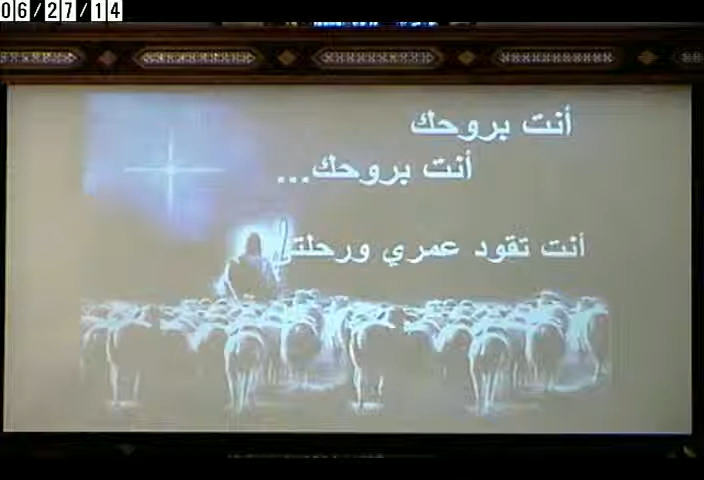 06/27/14
أنت بروحك
أنت بروحك...
أنت تقود عمري ورحلتي